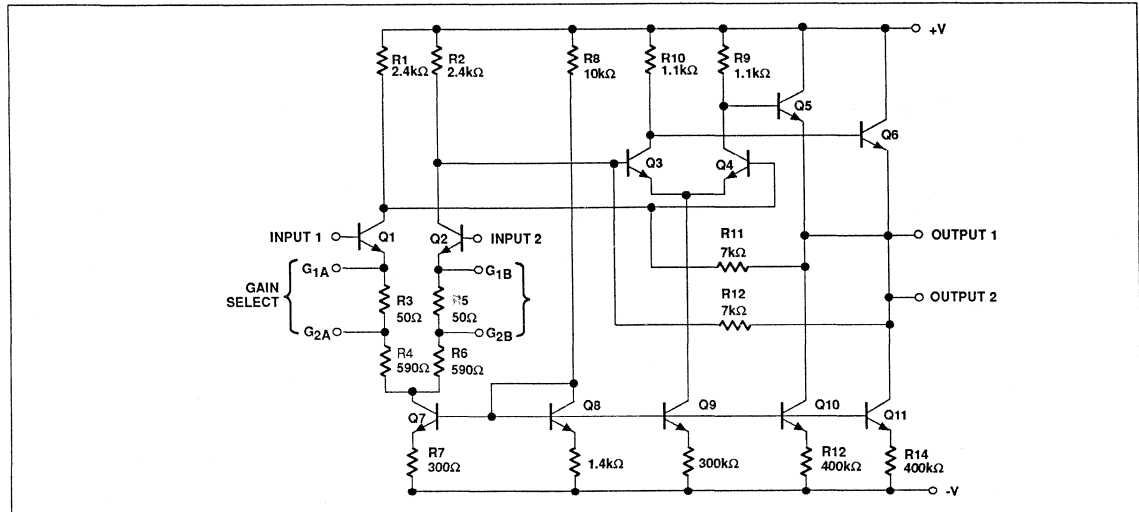 +V
R1
2.4kΩ
R2
2.4kΩ
R8
10kΩ
R10
1.1kΩ
R9
1.1kΩ
Q5
Q6
Q3
Q4
INPUT 1
Q1
Q2
INPUT 2
OUTPUT 1
R11
7kΩ
G1A
G1B
GAIN
SELECT
R3
50Ω
R5
50Ω
OUTPUT 2
R12
7kΩ
G2A
G2B
R4
590Ω
R6
590Ω
Q7
Q8
Q9
Q10
Q11
R7
300Ω
1.4kΩ
300kΩ
R12
400kΩ
R14
400kΩ
-V